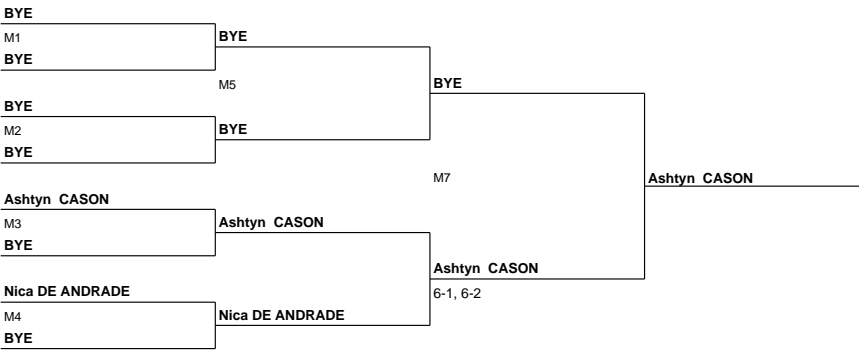 BYE
M1
BYE
BYE
M5
BYE
M2
BYE
BYE
BYE
M7
Ashtyn CASON
M3
BYE
Ashtyn CASON
Nica DE ANDRADE
M4
BYE
Nica DE ANDRADE
Ashtyn CASON
6-1, 6-2
Ashtyn CASON